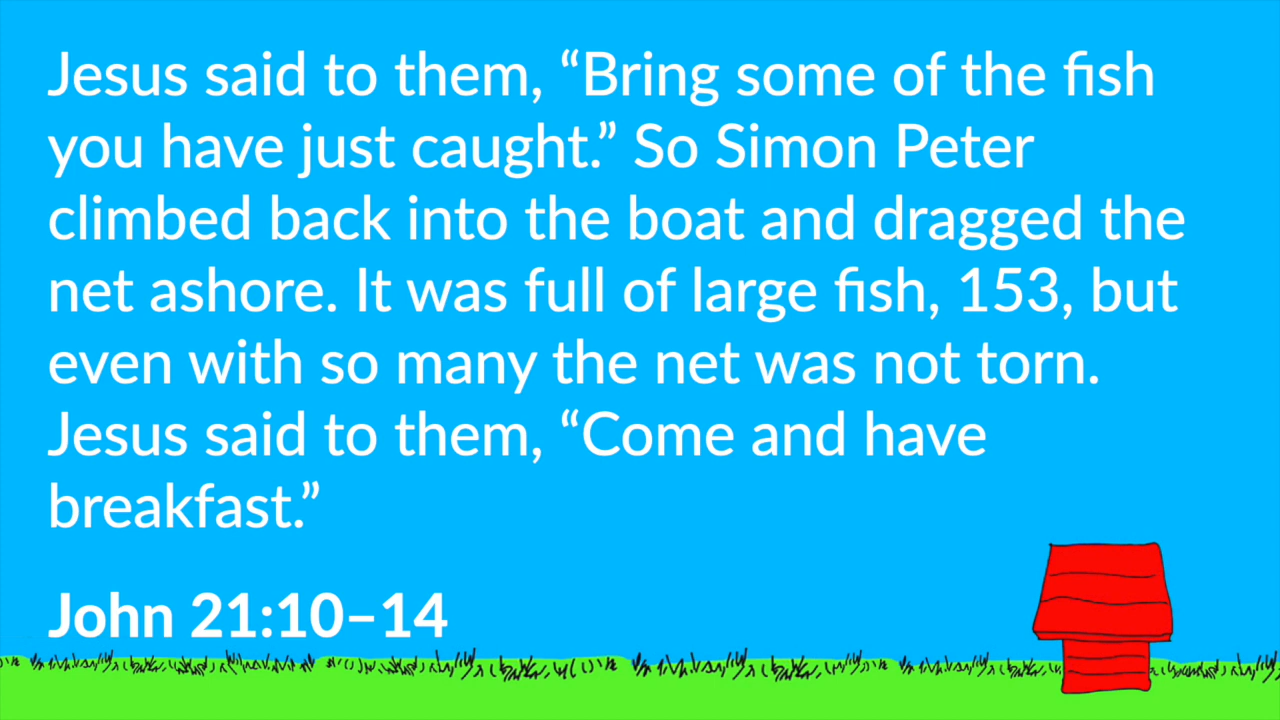 Jesus said to them, “Bring some of the fish
you have just caught.” So Simon Peter
climbed back into the boat and dragged the
net ashore. It was full of large fish, 153, but
even with so many the net was not torn.
Jesus said to them, “Come and have
breakfast.”
John 21:10–14